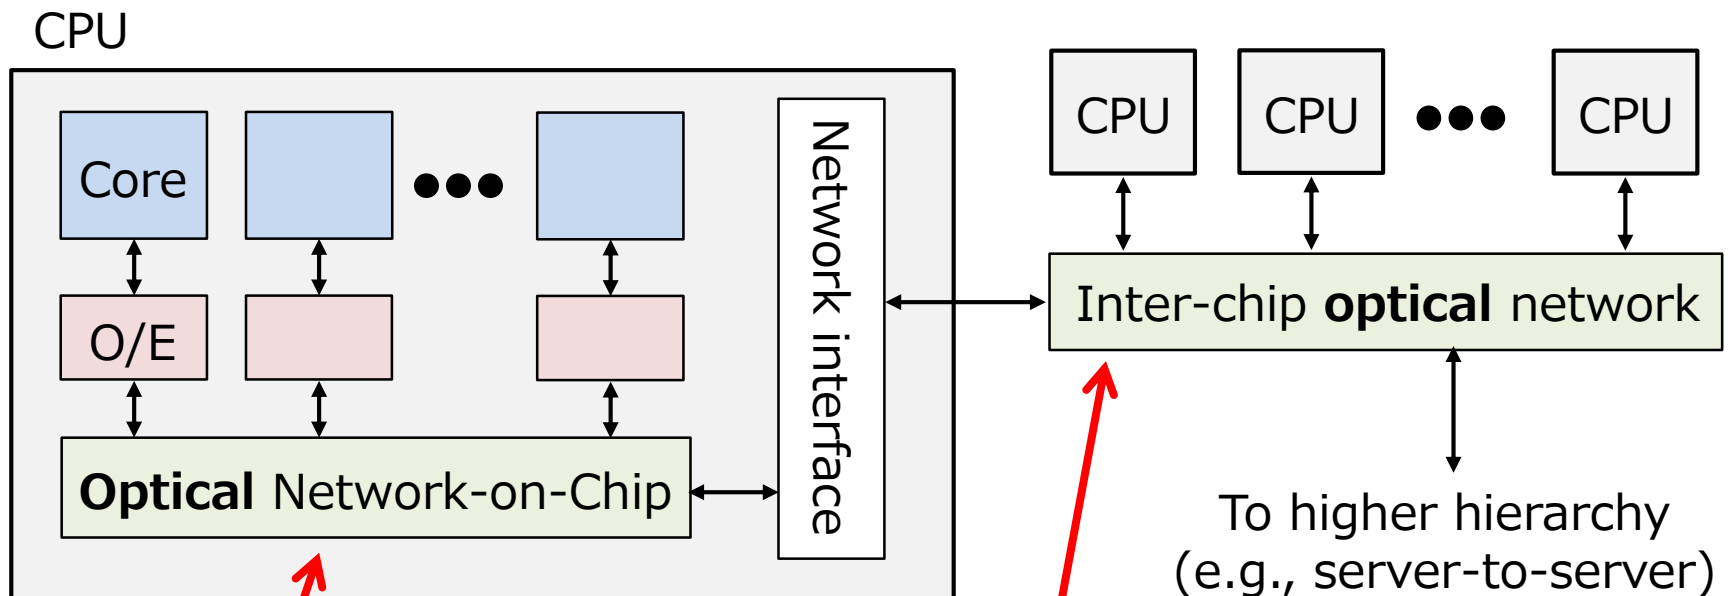 CPU
Core
O/E
Optical Network-on-Chip
Network interface
CPU
CPU
CPU
Inter-chip optical network
To higher hierarchy
(e.g., server-to-server)